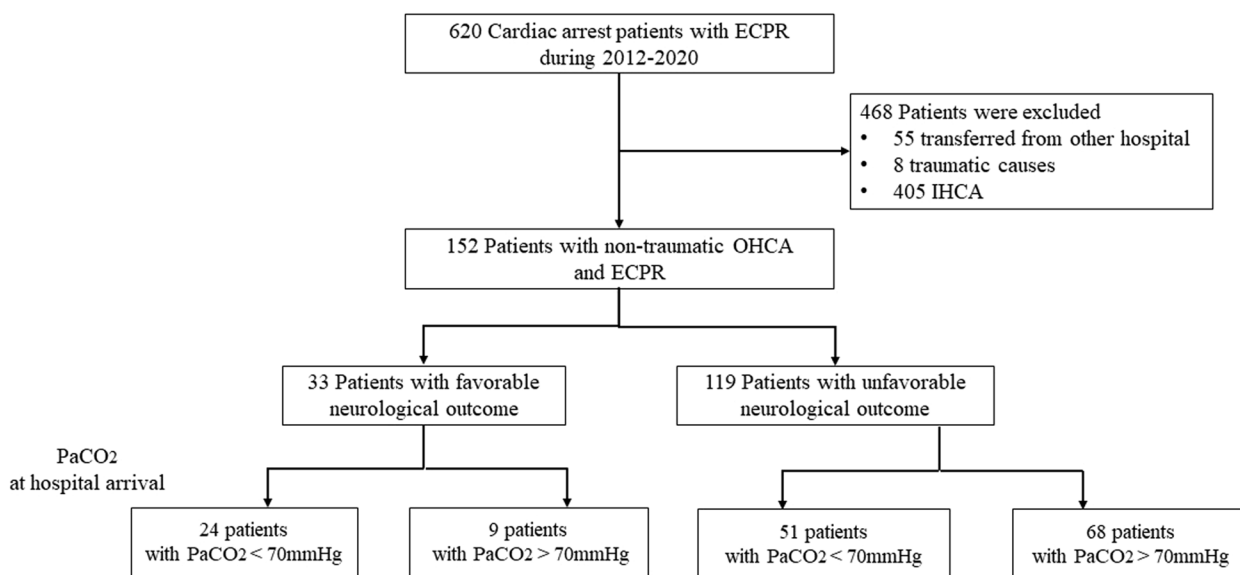 620 Cardiac arrest patients with ECPR
during 2012-2020
468 Patients were excluded
• 55 transferred from other hospital
• 8 traumatic causes
• 405 IHCA
152 Patients with non-traumatic OHCA
and ECPR
33 Patients with favorable
neurological outcome
119 Patients with unfavorable
neurological outcome
PaCO2
at hospital arrival
24 patients
with PaCO2 < 70mmHg
9 patients
with PaCO2 > 70mmHg
51 patients
with PaCO2 < 70mmHg
68 patients
with PaCO2 > 70mmHg